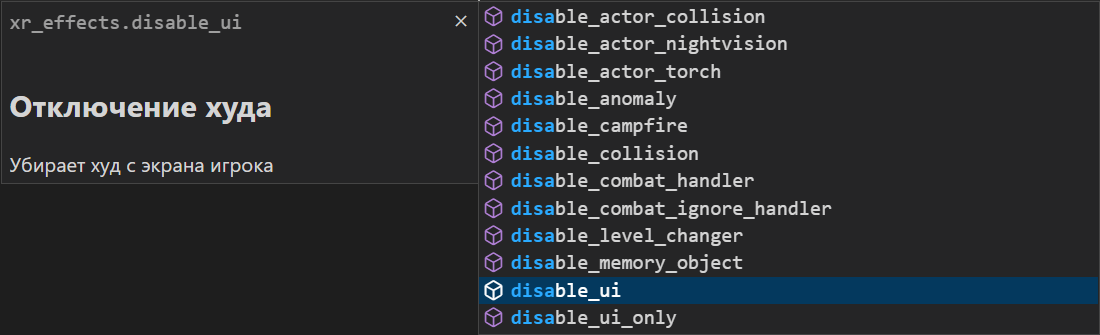 xr_effects.disable_ui
Отключение худа
Убирает худ с экрана игрока
disable_actor_collision
disable_actor_nightvision
disable_actor_torch
disable_anomaly
disable_campfire
disable_collision
disable_combat_handler
disable_combat_ignore_handler
disable_level_changer
disable_memory_object
disable_ui
disable_ui_only